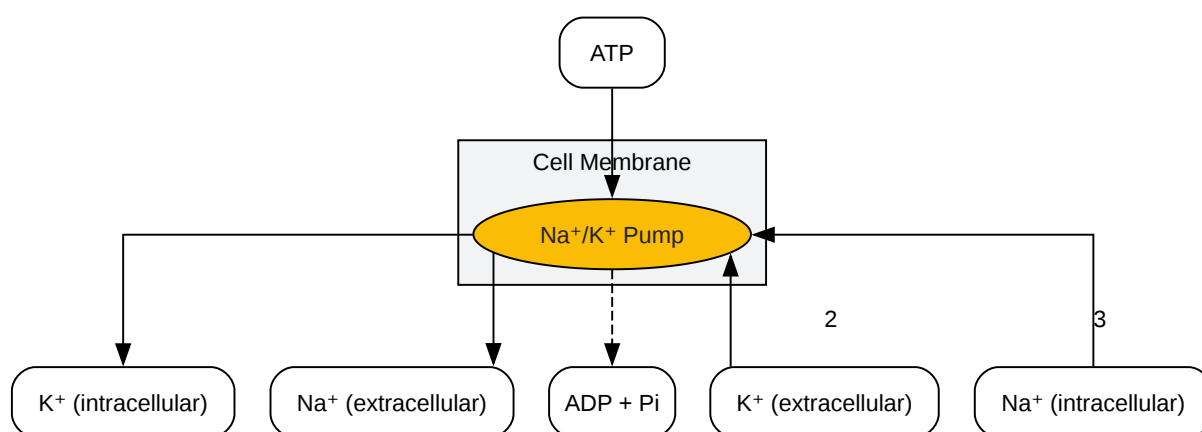 ATP
Cell Membrane
Na⁺/K⁺ Pump
2
3
K⁺ (intracellular)
Na⁺ (extracellular)
ADP + Pi
K⁺ (extracellular)
Na⁺ (intracellular)